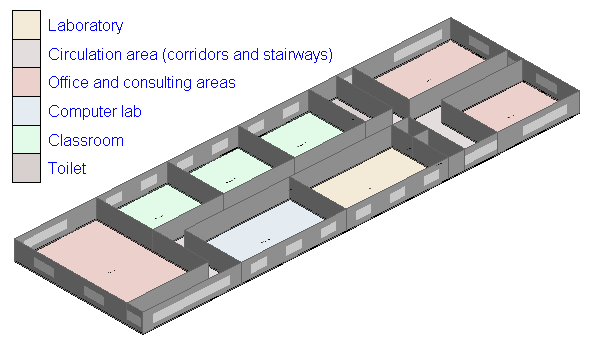 Laboratory
Circulation area (corridors and stairways)
Office and consulting areas
Computer lab
Classroom
Toilet